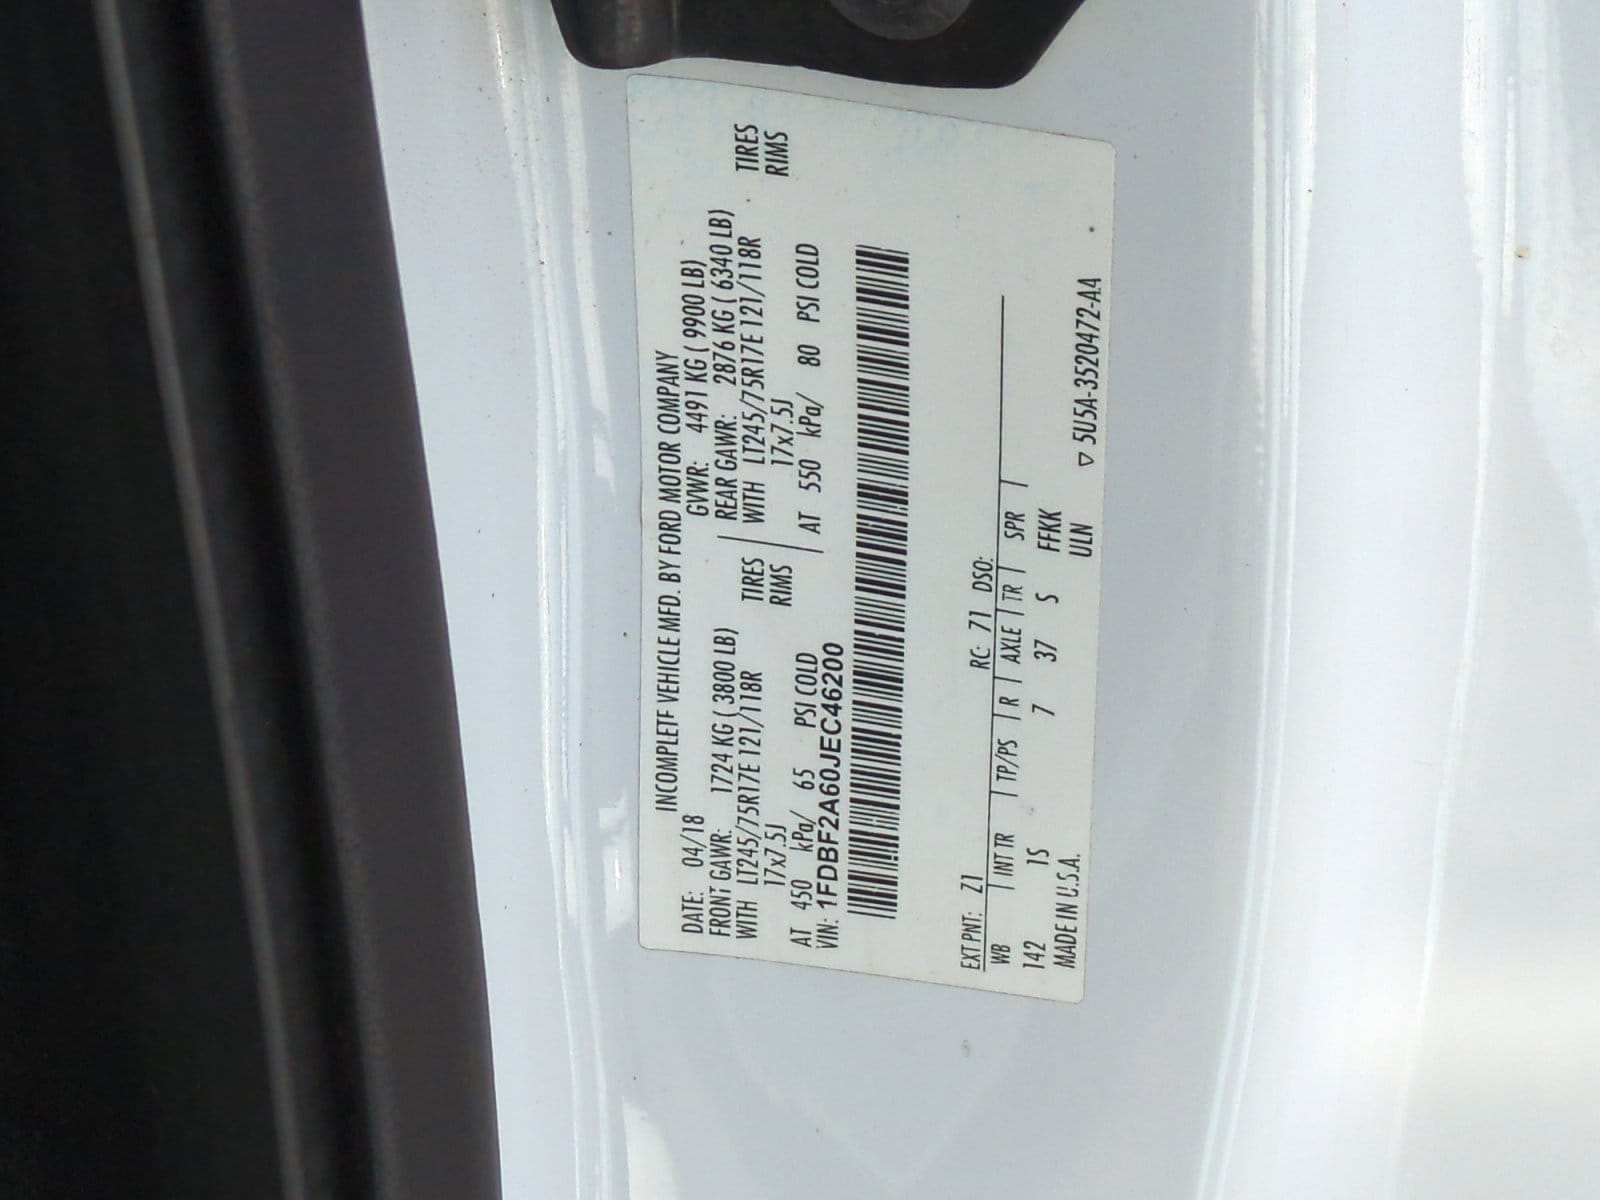 INCOMPLETE VEHICLE MFD. BY FORD MOTOR COMPANY
DATE: 04/18 GVWR: 4491 KG ( 9900 LB)
FRONT GAWR: 1724 KG ( 3800 LB) REAR GAWR: 2876 KG ( 6340 LB)
WITH LT245/75R17E 121/118R TIRES WITH LT245/75R17E 121/118R TIRES
17x7.5J RIMS 17x7.5J RIMS
AT 450 kPa/ 65 PSI COLD AT 550 kPa/ 80 PSI COLD
VIN: 1FDBF2A60JEC46200
EXT PNT: Z1 RC: 71 DSO:
WB INT TR TP/PS R AXLE TR SPR
142 1S 7 37 S FFKK
MADE IN U.S.A. ULN
▽ 5U5A-3520472-AA